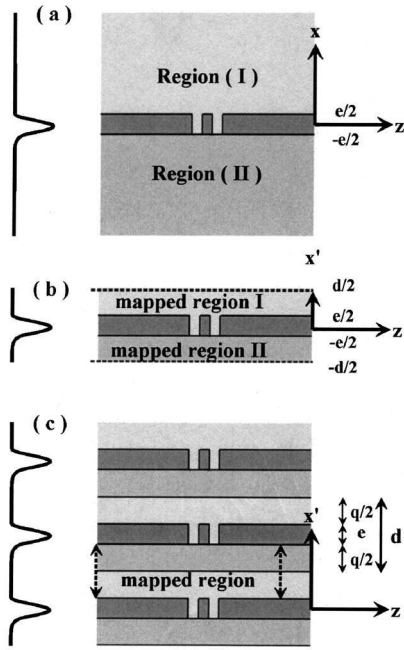 ( a )
x
Region ( I )
e/2
z
-e/2
Region ( II )
x'
( b )
d/2
mapped region I
e/2
z
-e/2
mapped region II
-d/2
( c )
q/2
x'
e
d
q/2
mapped region
z